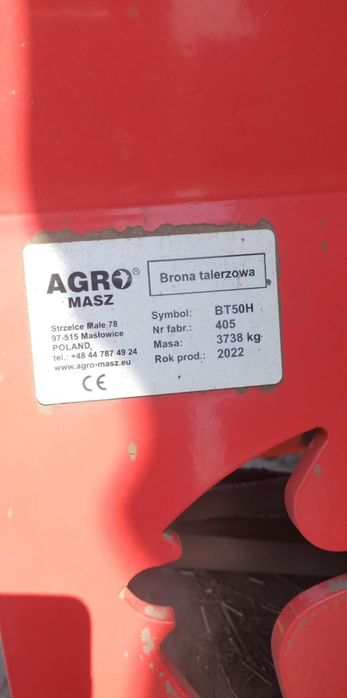 AGRO®
MASZ
Strzelce Małe 78
97-515 Masłowice
POLAND,
tel.: +48 44 787 49 24
www.agro-masz.eu
CE
Brona talerzowa
Symbol: BT50H
Nr fabr.: 405
Masa: 3738 kg
Rok prod.: 2022